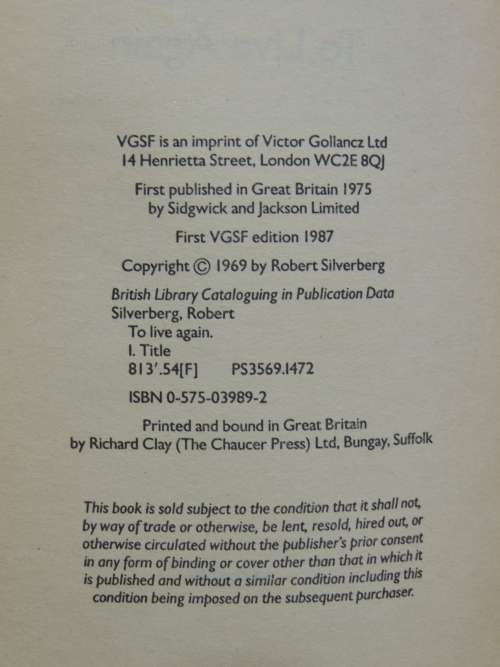 VGSF is an imprint of Victor Gollancz Ltd
14 Henrietta Street, London WC2E 8QJ
First published in Great Britain 1975
by Sidgwick and Jackson Limited
First VGSF edition 1987
Copyright © 1969 by Robert Silverberg
British Library Cataloguing in Publication Data
Silverberg, Robert
To live again.
I. Title
813'.54[F] PS3569.I472
ISBN 0-575-03989-2
Printed and bound in Great Britain
by Richard Clay (The Chaucer Press) Ltd, Bungay, Suffolk
This book is sold subject to the condition that it shall not,
by way of trade or otherwise, be lent, resold, hired out, or
otherwise circulated without the publisher's prior consent
in any form of binding or cover other than that in which it
is published and without a similar condition including this
condition being imposed on the subsequent purchaser.